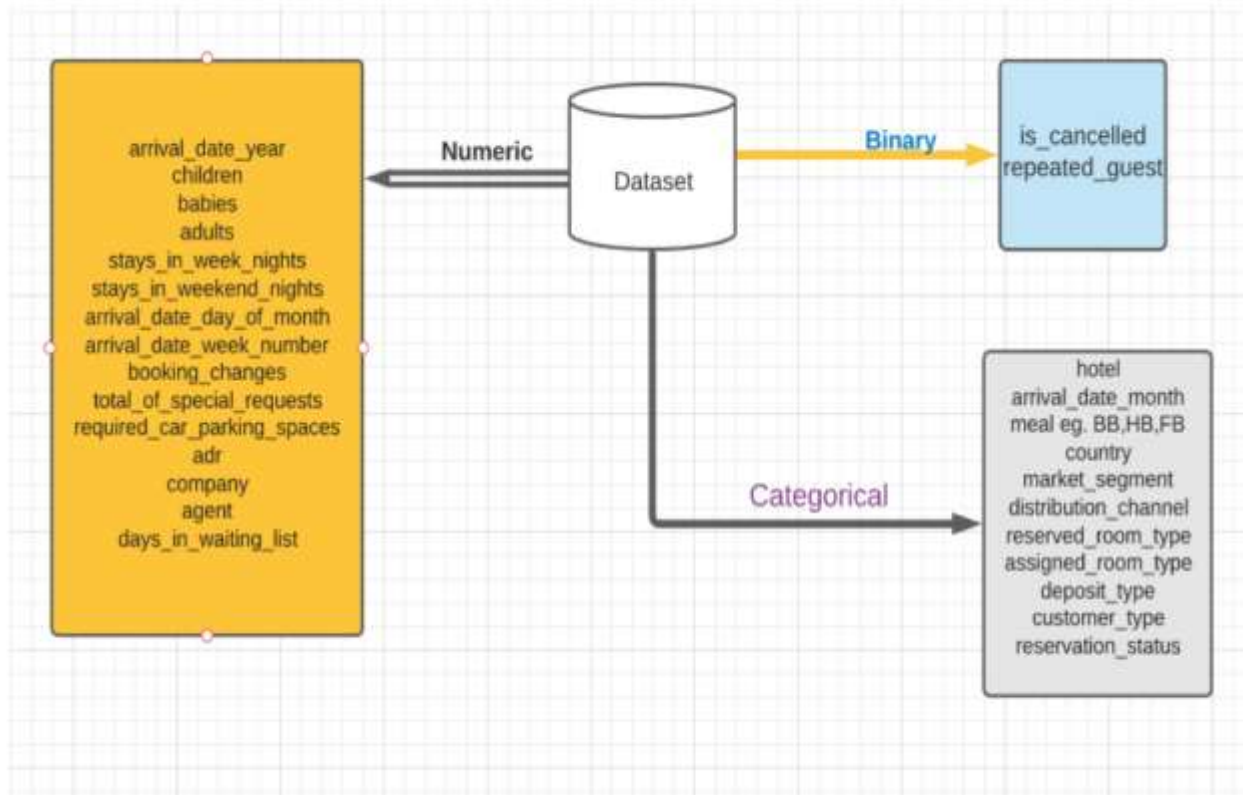 arrival_date_year
children
babies
adults
stays_in_week_nights
stays_in_weekend_nights
arrival_date_day_of_month
arrival_date_week_number
booking_changes
total_of_special_requests
required_car_parking_spaces
adr
company
agent
days_in_waiting_list
Numeric
Dataset
Binary
is_cancelled
repeated_guest
Categorical
hotel
arrival_date_month
meal eg. BB,HB,FB
country
market_segment
distribution_channel
reserved_room_type
assigned_room_type
deposit_type
customer_type
reservation_status